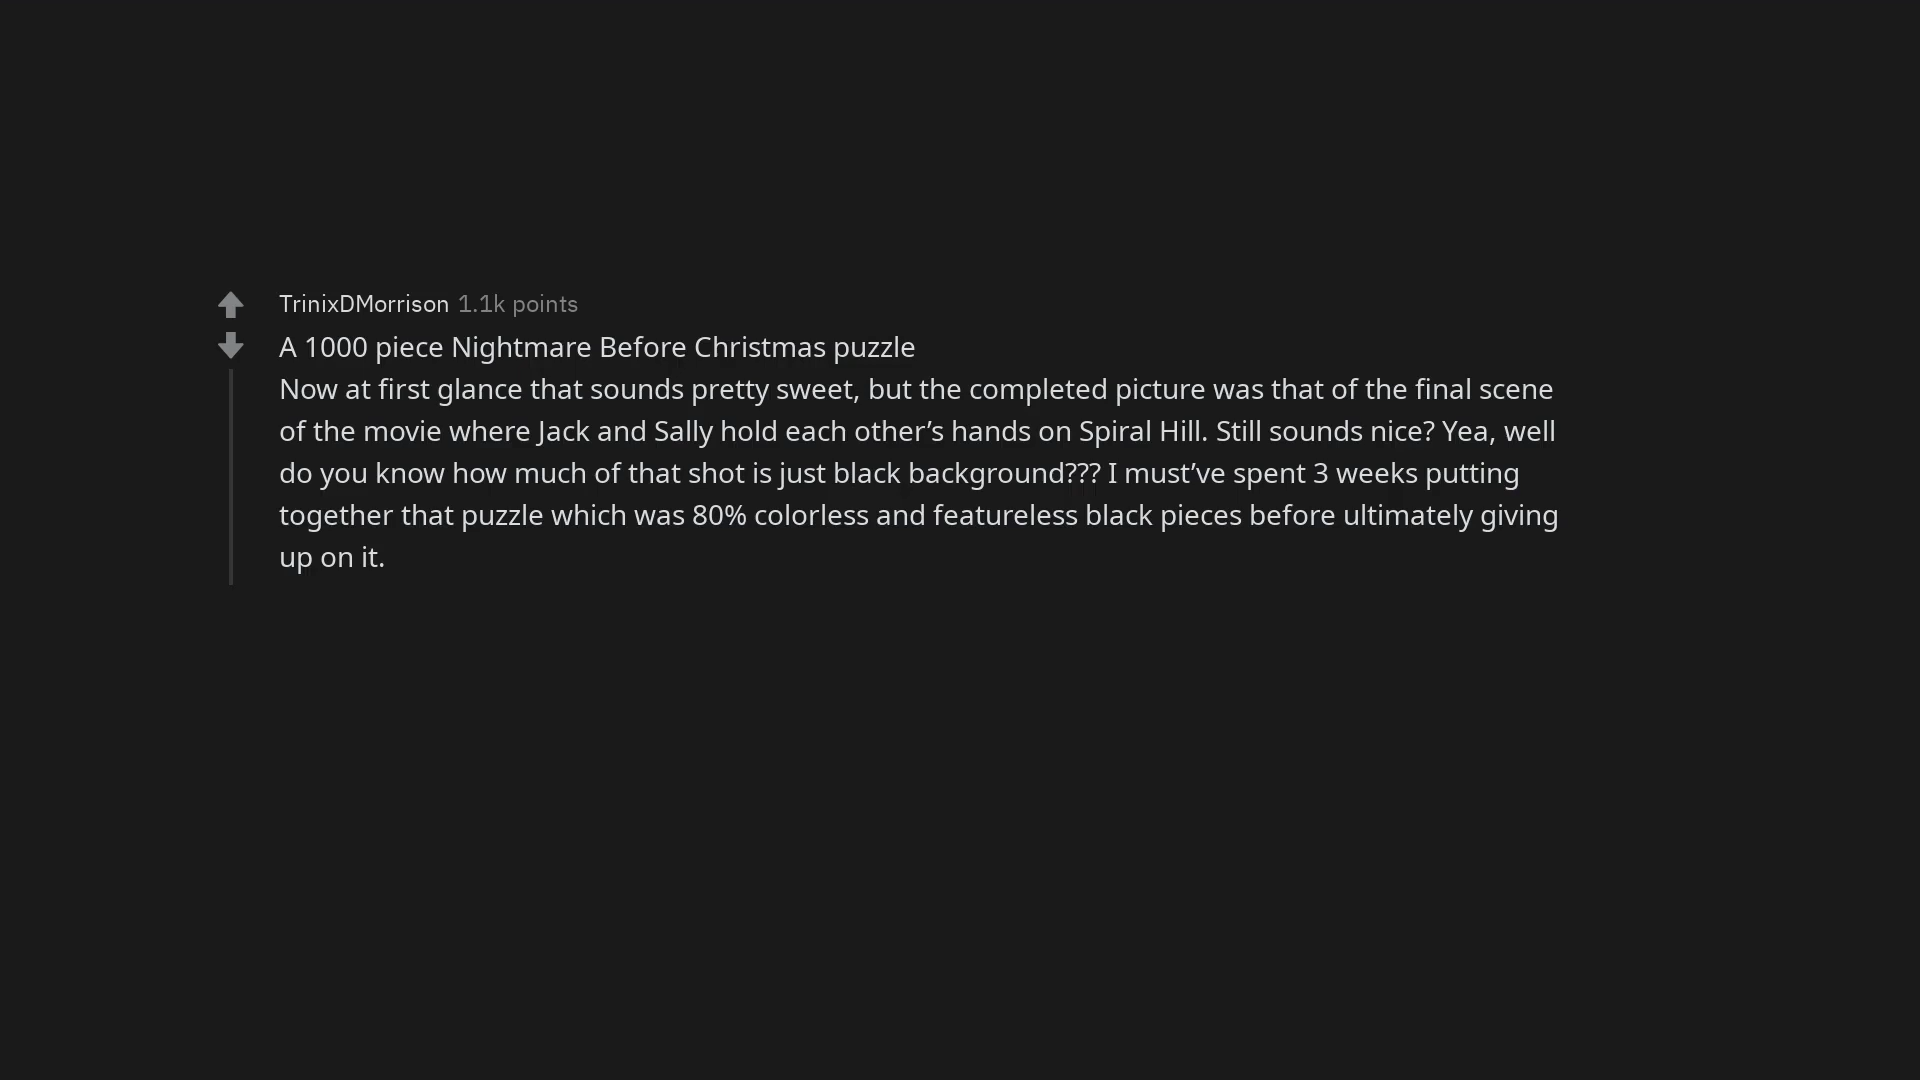 TrinixDMorrison 1.1k points
A 1000 piece Nightmare Before Christmas puzzle
Now at first glance that sounds pretty sweet, but the completed picture was that of the final scene
of the movie where Jack and Sally hold each other’s hands on Spiral Hill. Still sounds nice? Yea, well
do you know how much of that shot is just black background??? I must’ve spent 3 weeks putting
together that puzzle which was 80% colorless and featureless black pieces before ultimately giving
up on it.